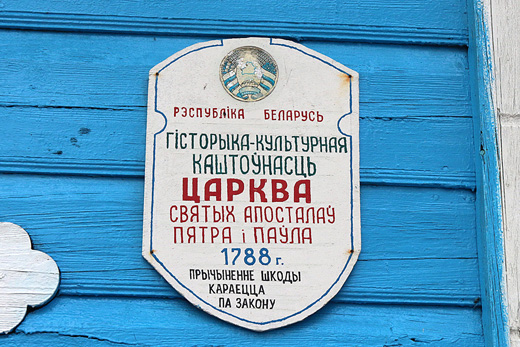 РЭСПУБЛІКА БЕЛАРУСЬ
ГІСТОРЫКА-КУЛЬТУРНАЯ
КАШТОЎНАСЦЬ
ЦАРКВА
СВЯТЫХ АПОСТАЛАЎ
ПЯТРА і ПАЎЛА
1788 г.
ПРЫЧЫНЕННЕ ШКОДЫ
КАРАЕЦЦА
ПА ЗАКОНУ